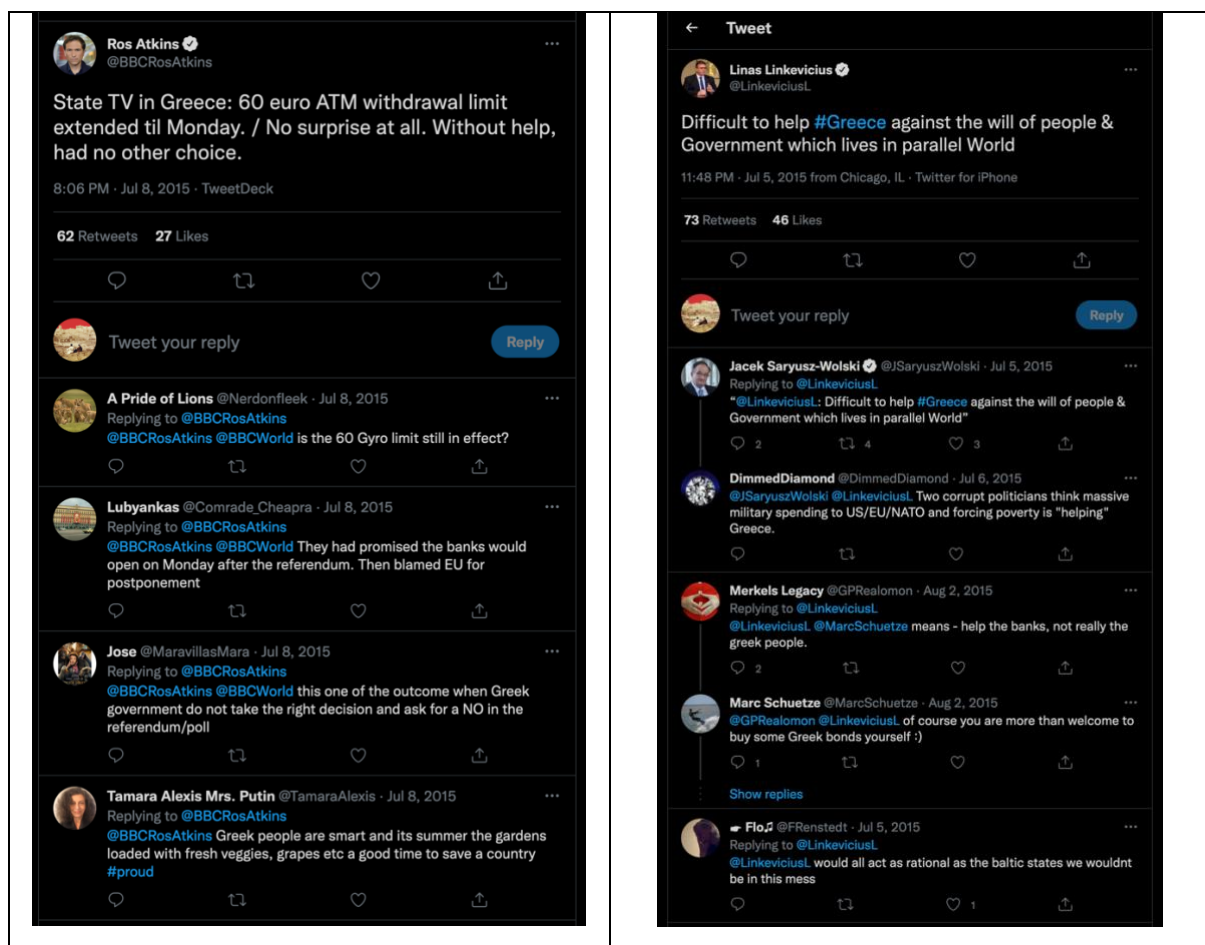 Ros Atkins
@BBCRosAtkins
State TV in Greece: 60 euro ATM withdrawal limit
extended til Monday. / No surprise at all. Without help,
had no other choice.
8:06 PM · Jul 8, 2015 · TweetDeck
62 Retweets 27 Likes
Tweet your reply
Reply
A Pride of Lions @Nerdonfleek · Jul 8, 2015
Replying to @BBCRosAtkins
@BBCRosAtkins @BBCWorld is the 60 Gyro limit still in effect?
Lubyankas @Comrade_Cheapra · Jul 8, 2015
Replying to @BBCRosAtkins
@BBCRosAtkins @BBCWorld They had promised the banks would
open on Monday after the referendum. Then blamed EU for
postponement
Jose @MaravillasMara · Jul 8, 2015
Replying to @BBCRosAtkins
@BBCRosAtkins @BBCWorld this one of the outcome when Greek
government do not take the right decision and ask for a NO in the
referendum/poll
Tamara Alexis Mrs. Putin @TamaraAlexis · Jul 8, 2015
Replying to @BBCRosAtkins
@BBCRosAtkins Greek people are smart and its summer the gardens
loaded with fresh veggies, grapes etc a good time to save a country
#proud
Tweet
Linas Linkevicius
@LinkeviciusL
Difficult to help #Greece against the will of people &
Government which lives in parallel World
11:48 PM · Jul 5, 2015 from Chicago, IL · Twitter for iPhone
73 Retweets 46 Likes
Tweet your reply
Reply
Jacek Saryusz-Wolski @JSaryuszWolski · Jul 5, 2015
Replying to @LinkeviciusL
"@LinkeviciusL: Difficult to help #Greece against the will of people &
Government which lives in parallel World"
2 4 3
DimmedDiamond @DimmedDiamond · Jul 6, 2015
@JSaryuszWolski @LinkeviciusL Two corrupt politicians think massive
military spending to US/EU/NATO and forcing poverty is "helping"
Greece.
Merkels Legacy @GPRealomon · Aug 2, 2015
Replying to @LinkeviciusL
@LinkeviciusL @MarcSchuetze means - help the banks, not really the
greek people.
2
Marc Schuetze @MarcSchuetze · Aug 2, 2015
@GPRealomon @LinkeviciusL of course you are more than welcome to
buy some Greek bonds yourself :)
1
Show replies
☛ Flo♫ @FRenstedt · Jul 5, 2015
Replying to @LinkeviciusL
@LinkeviciusL would all act as rational as the baltic states we wouldnt
be in this mess
1